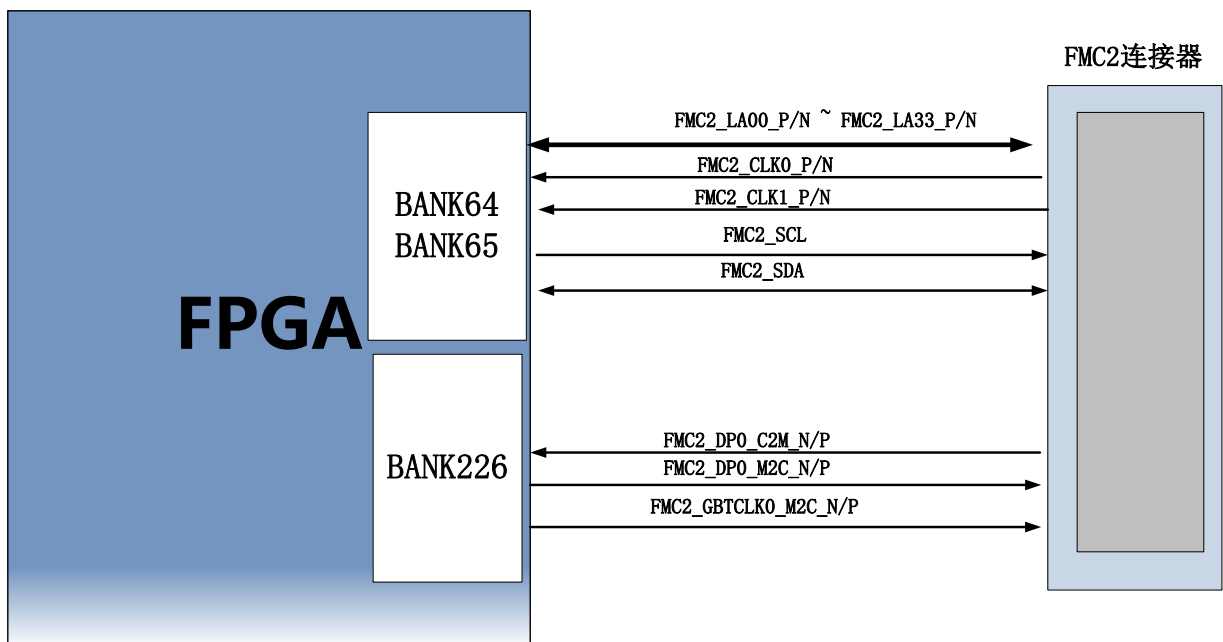 FMC2连接器
FMC2_LA00_P/N ~ FMC2_LA33_P/N
FMC2_CLK0_P/N
FMC2_CLK1_P/N
FMC2_SCL
FMC2_SDA
BANK64
BANK65
FPGA
BANK226
FMC2_DP0_C2M_N/P
FMC2_DP0_M2C_N/P
FMC2_GBTCLK0_M2C_N/P